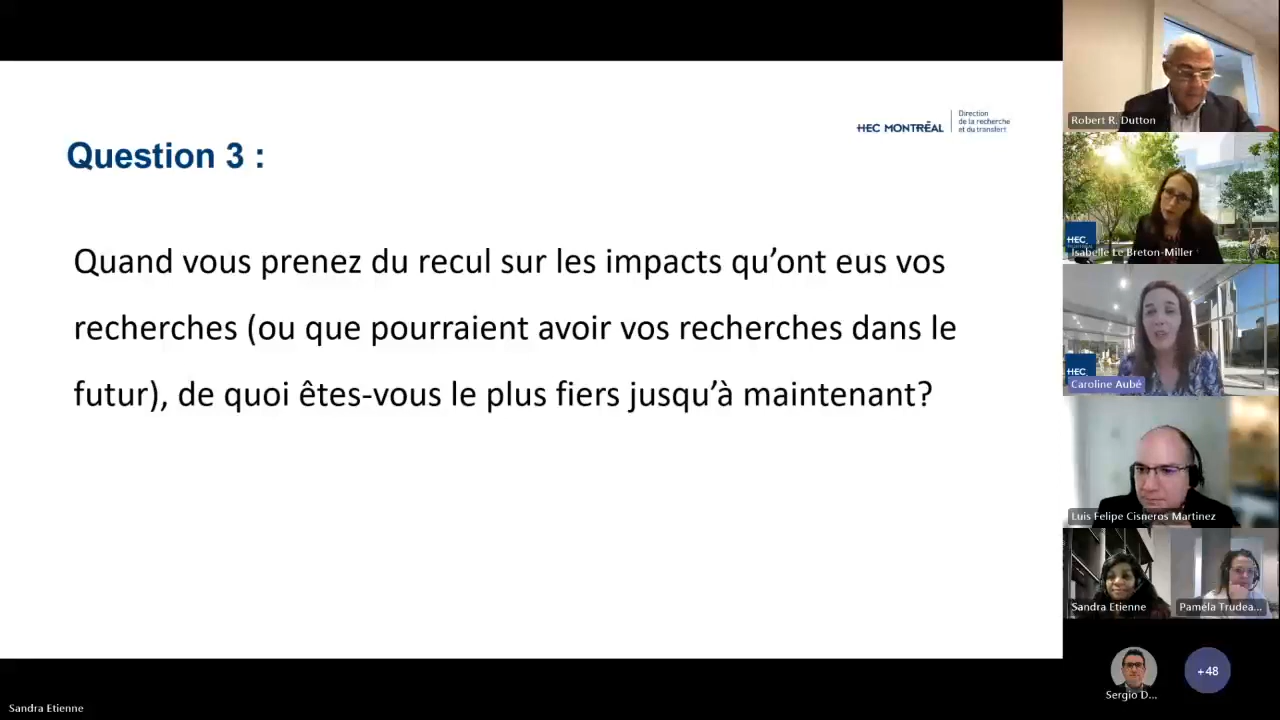 Question 3 :
HEC MONTRÉAL
Direction
de la recherche
et du transfert
Quand vous prenez du recul sur les impacts qu’ont eus vos
recherches (ou que pourraient avoir vos recherches dans le
futur), de quoi êtes-vous le plus fiers jusqu’à maintenant?
Robert R. Dutton
HEC
Isabelle Le Breton-Miller
HEC
Caroline Aubé
Luis Felipe Cisneros Martinez
Sandra Etienne
Paméla Trudea...
Sergio D...
+48
Sandra Etienne